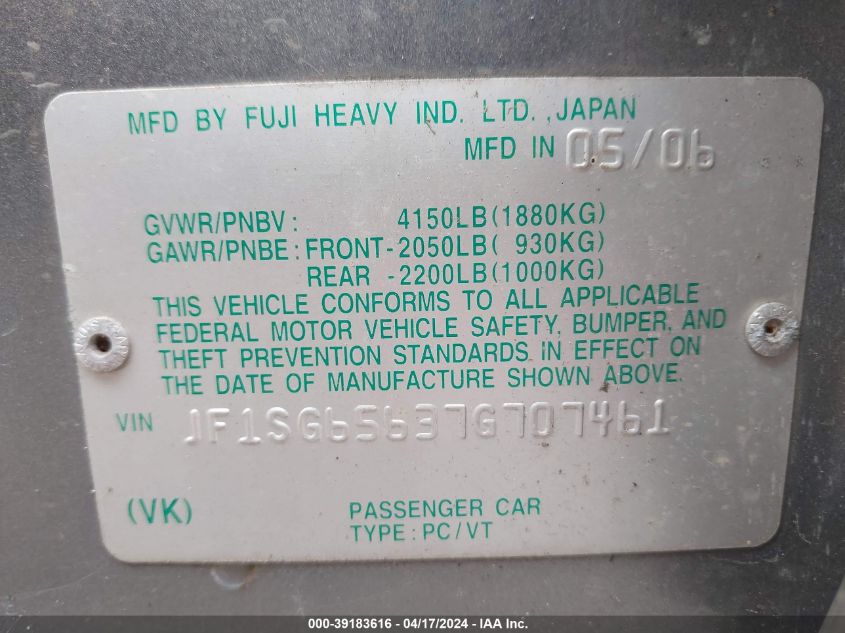 MFD BY FUJI HEAVY IND. LTD., JAPAN
MFD IN 05/06
GVWR/PNBV: 4150LB(1880KG)
GAWR/PNBE: FRONT-2050LB( 930KG)
REAR -2200LB(1000KG)
THIS VEHICLE CONFORMS TO ALL APPLICABLE
FEDERAL MOTOR VEHICLE SAFETY, BUMPER, AND
THEFT PREVENTION STANDARDS IN EFFECT ON
THE DATE OF MANUFACTURE SHOWN ABOVE.
VIN JF1SG65637G707461
(VK) PASSENGER CAR
TYPE: PC/VT
000-39183616 - 04/17/2024 - IAA Inc.